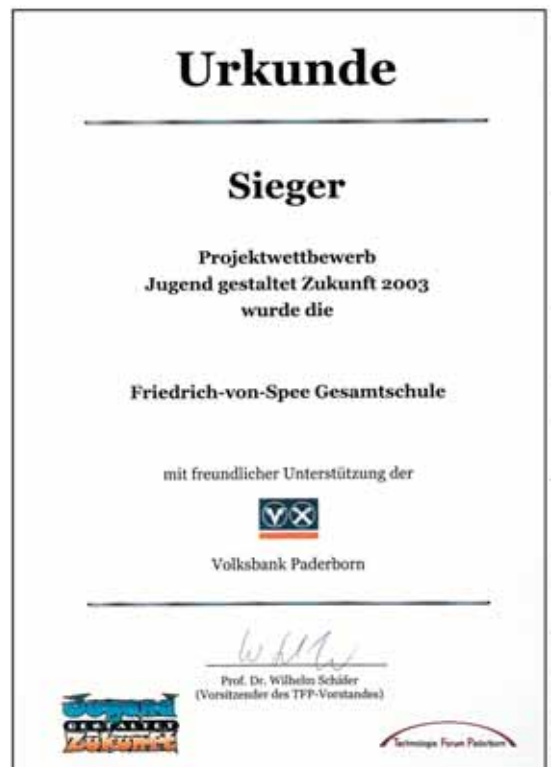 Urkunde
Sieger
Projektwettbewerb
Jugend gestaltet Zukunft 2003
wurde die
Friedrich-von-Spee Gesamtschule
mit freundlicher Unterstützung der
Volksbank Paderborn
Prof. Dr. Wilhelm Schäfer
(Vorsitzender des TFP-Vorstandes)
Jugend
GESTALTET
Zukunft
Technologie Forum Paderborn